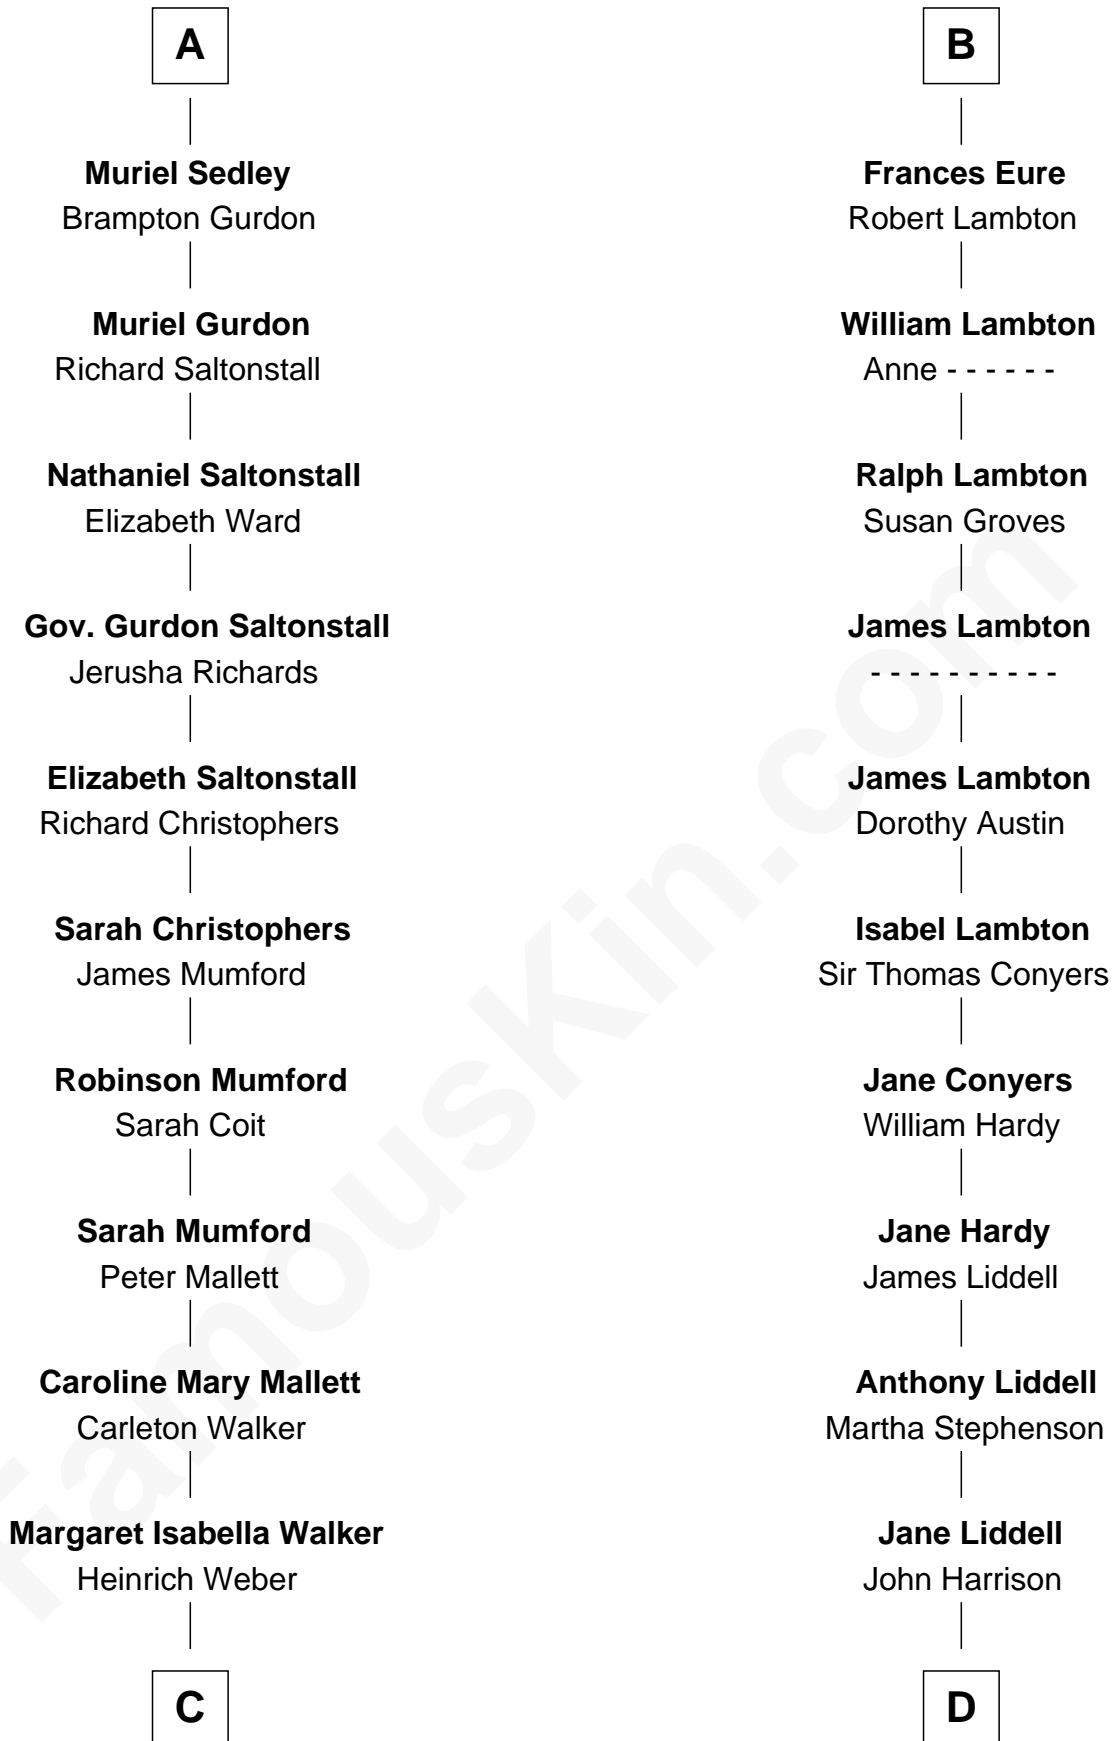 A
Muriel Sedley
Brampton Gurdon
Muriel Gurdon
Richard Saltonstall
Nathaniel Saltonstall
Elizabeth Ward
Gov. Gurdon Saltonstall
Jerusha Richards
Elizabeth Saltonstall
Richard Christophers
Sarah Christophers
James Mumford
Robinson Mumford
Sarah Coit
Sarah Mumford
Peter Mallett
Caroline Mary Mallett
Carleton Walker
Margaret Isabella Walker
Heinrich Weber
C
B
Frances Eure
Robert Lambton
William Lambton
Anne - - - - - -
Ralph Lambton
Susan Groves
James Lambton
- - - - - - - - - -
James Lambton
Dorothy Austin
Isabel Lambton
Sir Thomas Conyers
Jane Conyers
William Hardy
Jane Hardy
James Liddell
Anthony Liddell
Martha Stephenson
Jane Liddell
John Harrison
D
FamousKin.com